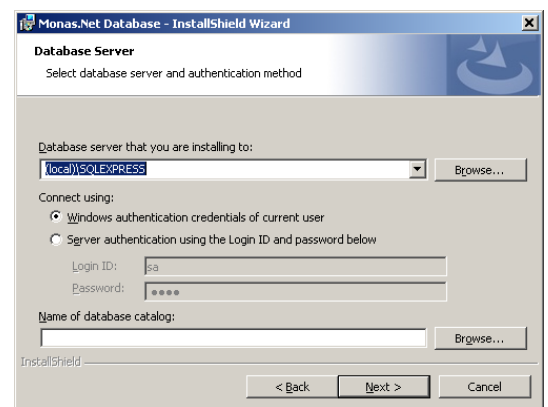 Monas.Net Database - InstallShield Wizard
Database Server
Select database server and authentication method
Database server that you are installing to:
(local)\SQLEXPRESS
Browse...
Connect using:
Windows authentication credentials of current user
Server authentication using the Login ID and password below
Login ID:
sa
Password:
Name of database catalog:
Browse...
InstallShield
< Back
Next >
Cancel